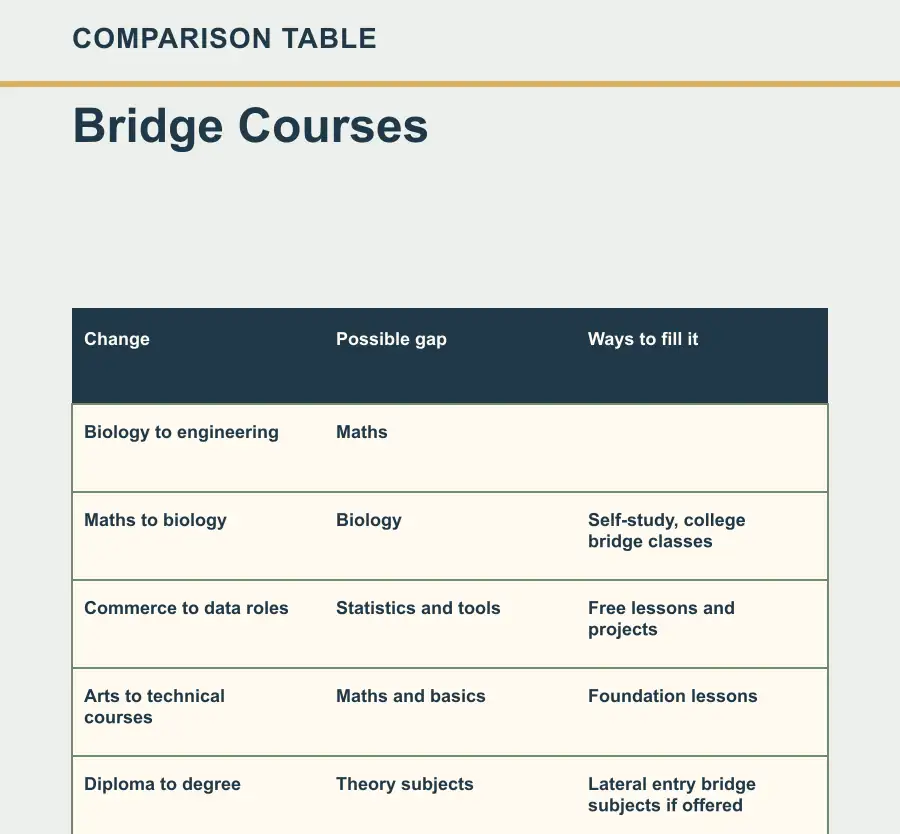 COMPARISON TABLE
Bridge Courses
Change Possible gap Ways to fill it
Biology to engineering Maths
Maths to biology Biology Self-study, college
bridge classes
Commerce to data roles Statistics and tools Free lessons and
projects
Arts to technical Maths and basics Foundation lessons
courses
Diploma to degree Theory subjects Lateral entry bridge
subjects if offered